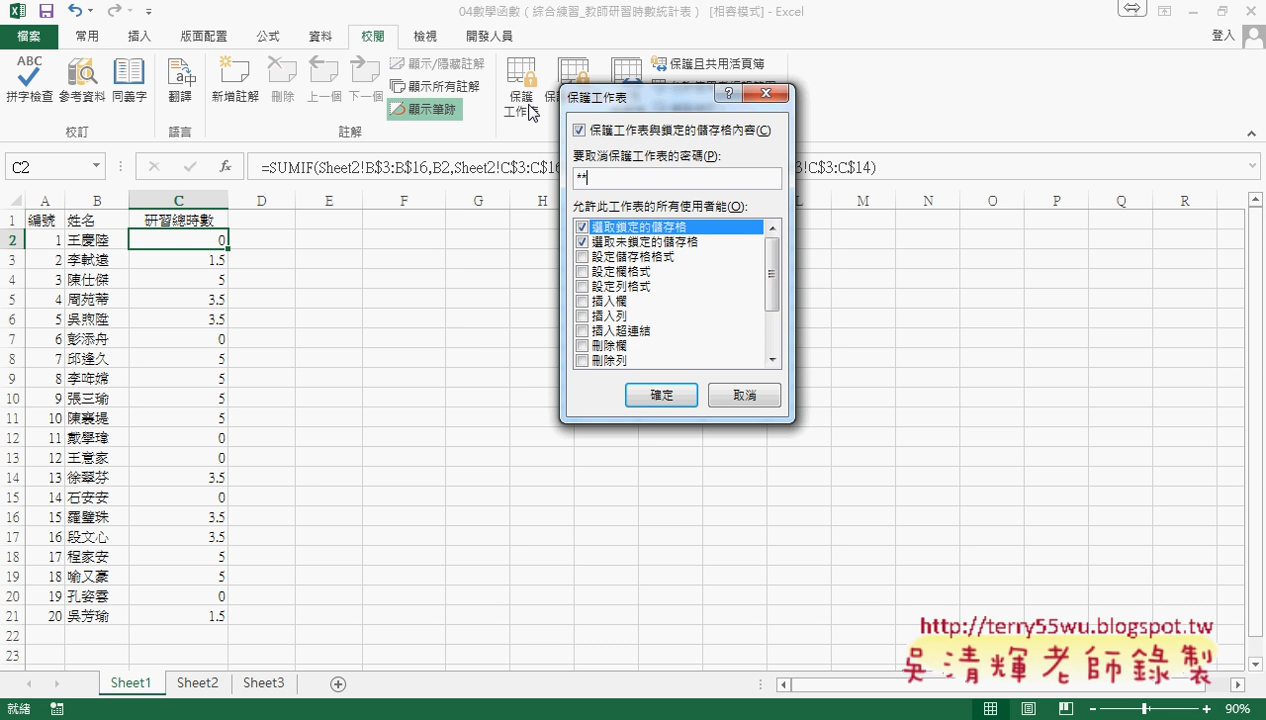 04數學函數（綜合練習_教師研習時數統計表） [相容模式] - Excel
檔案 常用 插入 版面配置 公式 資料 校閱 檢視 開發人員 登入
ABC
拼字檢查 參考資料 同義字 翻譯 新增註解 刪除 上一個 下一個 顯示/隱藏註解
顯示所有註解
顯示筆跡
保護
工作表
保護且共用活頁簿
校訂 語言 註解
C2
=SUMIF(Sheet2!B$3:B$16,B2,Sheet2!C$3:C$16
!C$3:C$14)
保護工作表
保護工作表與鎖定的儲存格內容(C)
要取消保護工作表的密碼(P):
**
允許此工作表的所有使用者能(O):
選取鎖定的儲存格
選取未鎖定的儲存格
設定儲存格格式
設定欄格式
設定列格式
插入欄
插入列
插入超連結
刪除欄
刪除列
確定 取消
A B C D E F G H L M N O P Q R
1 編號 姓名 研習總時數
2 1 王慶陸 0
3 2 李軾遠 1.5
4 3 陳仕傑 5
5 4 周苑蒂 3.5
6 5 吳煦陞 3.5
7 6 彭添舟 0
8 7 邱逢久 5
9 8 5
10 9 張三瑜 5
11 10 陳襄提 5
12 11 戴學瑋 0
13 12 王意家 0
14 13 徐翠芬 3.5
15 14 石安安 0
16 15 羅璧珠 3.5
17 16 段文心 3.5
18 17 程家安 5
19 18 喻又豪 5
20 19 孔姿雲 0
21 20 吳芳瑜 1.5
22
23
http://terry55wu.blogspot.tw
吳清輝老師錄製
Sheet1 Sheet2 Sheet3
就緒 90%